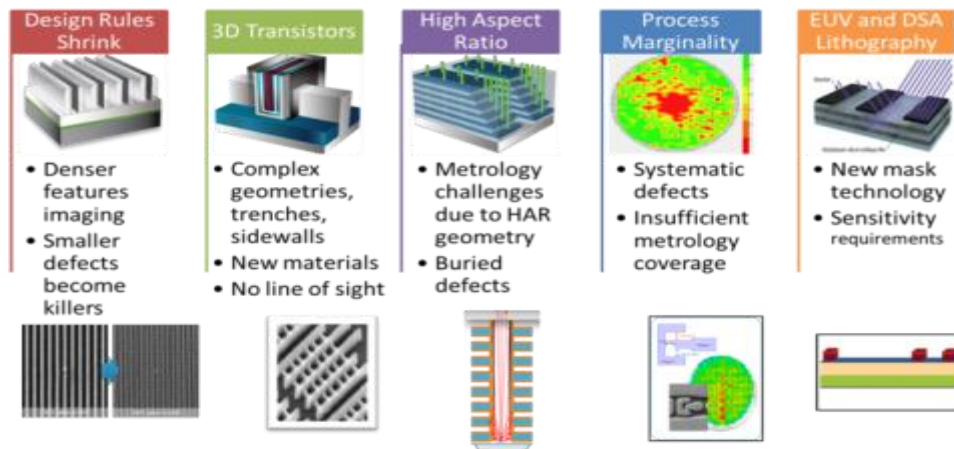 Design Rules
Shrink
3D Transistors
High Aspect
Ratio
Process
Marginality
EUV and DSA
Lithography
• Denser
features
imaging
• Smaller
defects
become
killers
• Complex
geometries,
trenches,
sidewalls
• New materials
• No line of sight
• Metrology
challenges
due to HAR
geometry
• Buried
defects
• Systematic
defects
• Insufficient
metrology
coverage
• New mask
technology
• Sensitivity
requirements